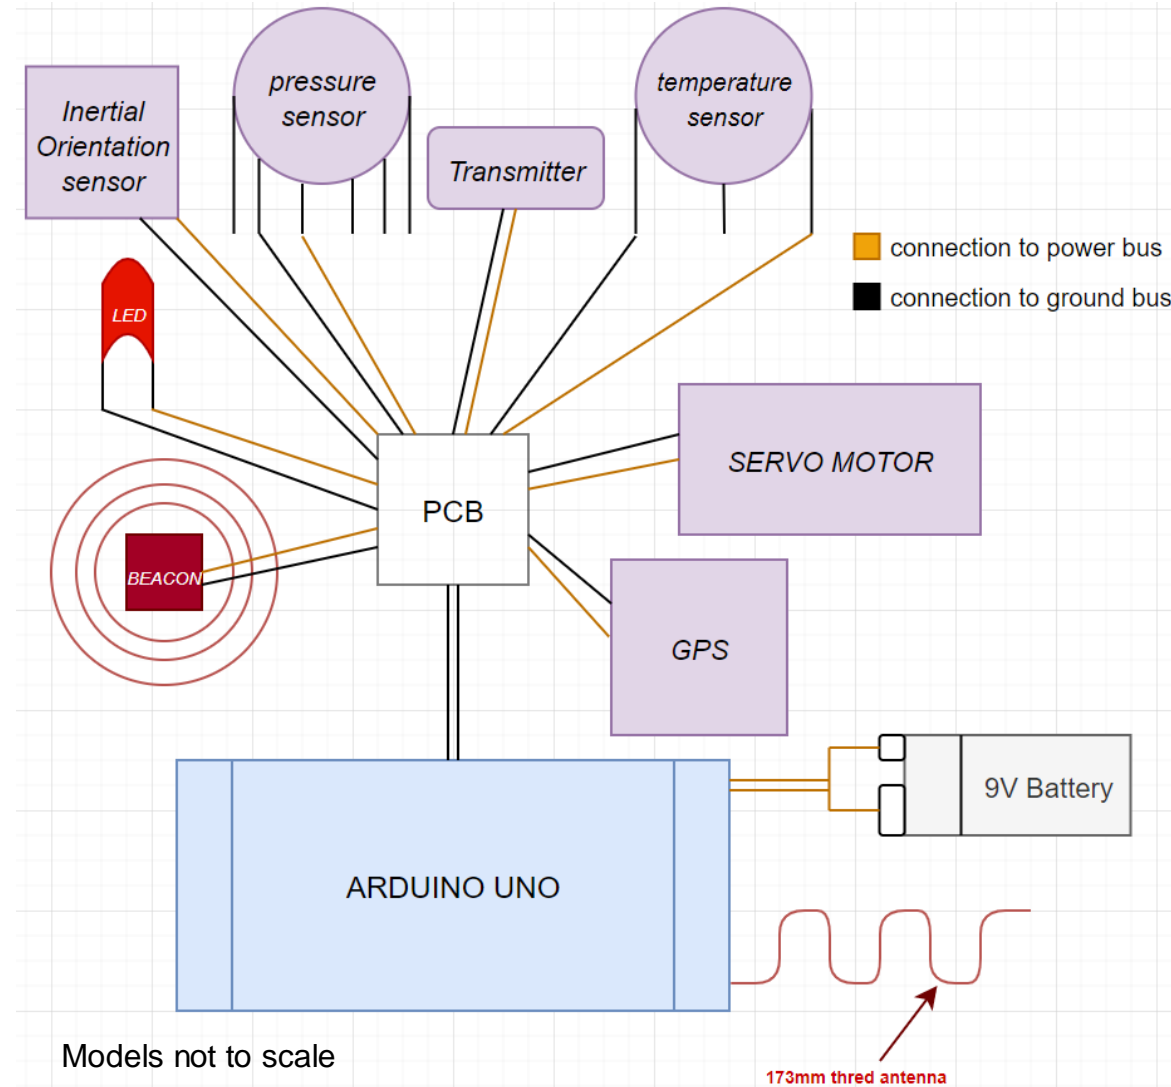 Inertial
Orientation
sensor
pressure
sensor
Transmitter
temperature
sensor
connection to power bus
connection to ground bus
LED
SERVO MOTOR
PCB
BEACON
GPS
9V Battery
ARDUINO UNO
Models not to scale
173mm thred antenna